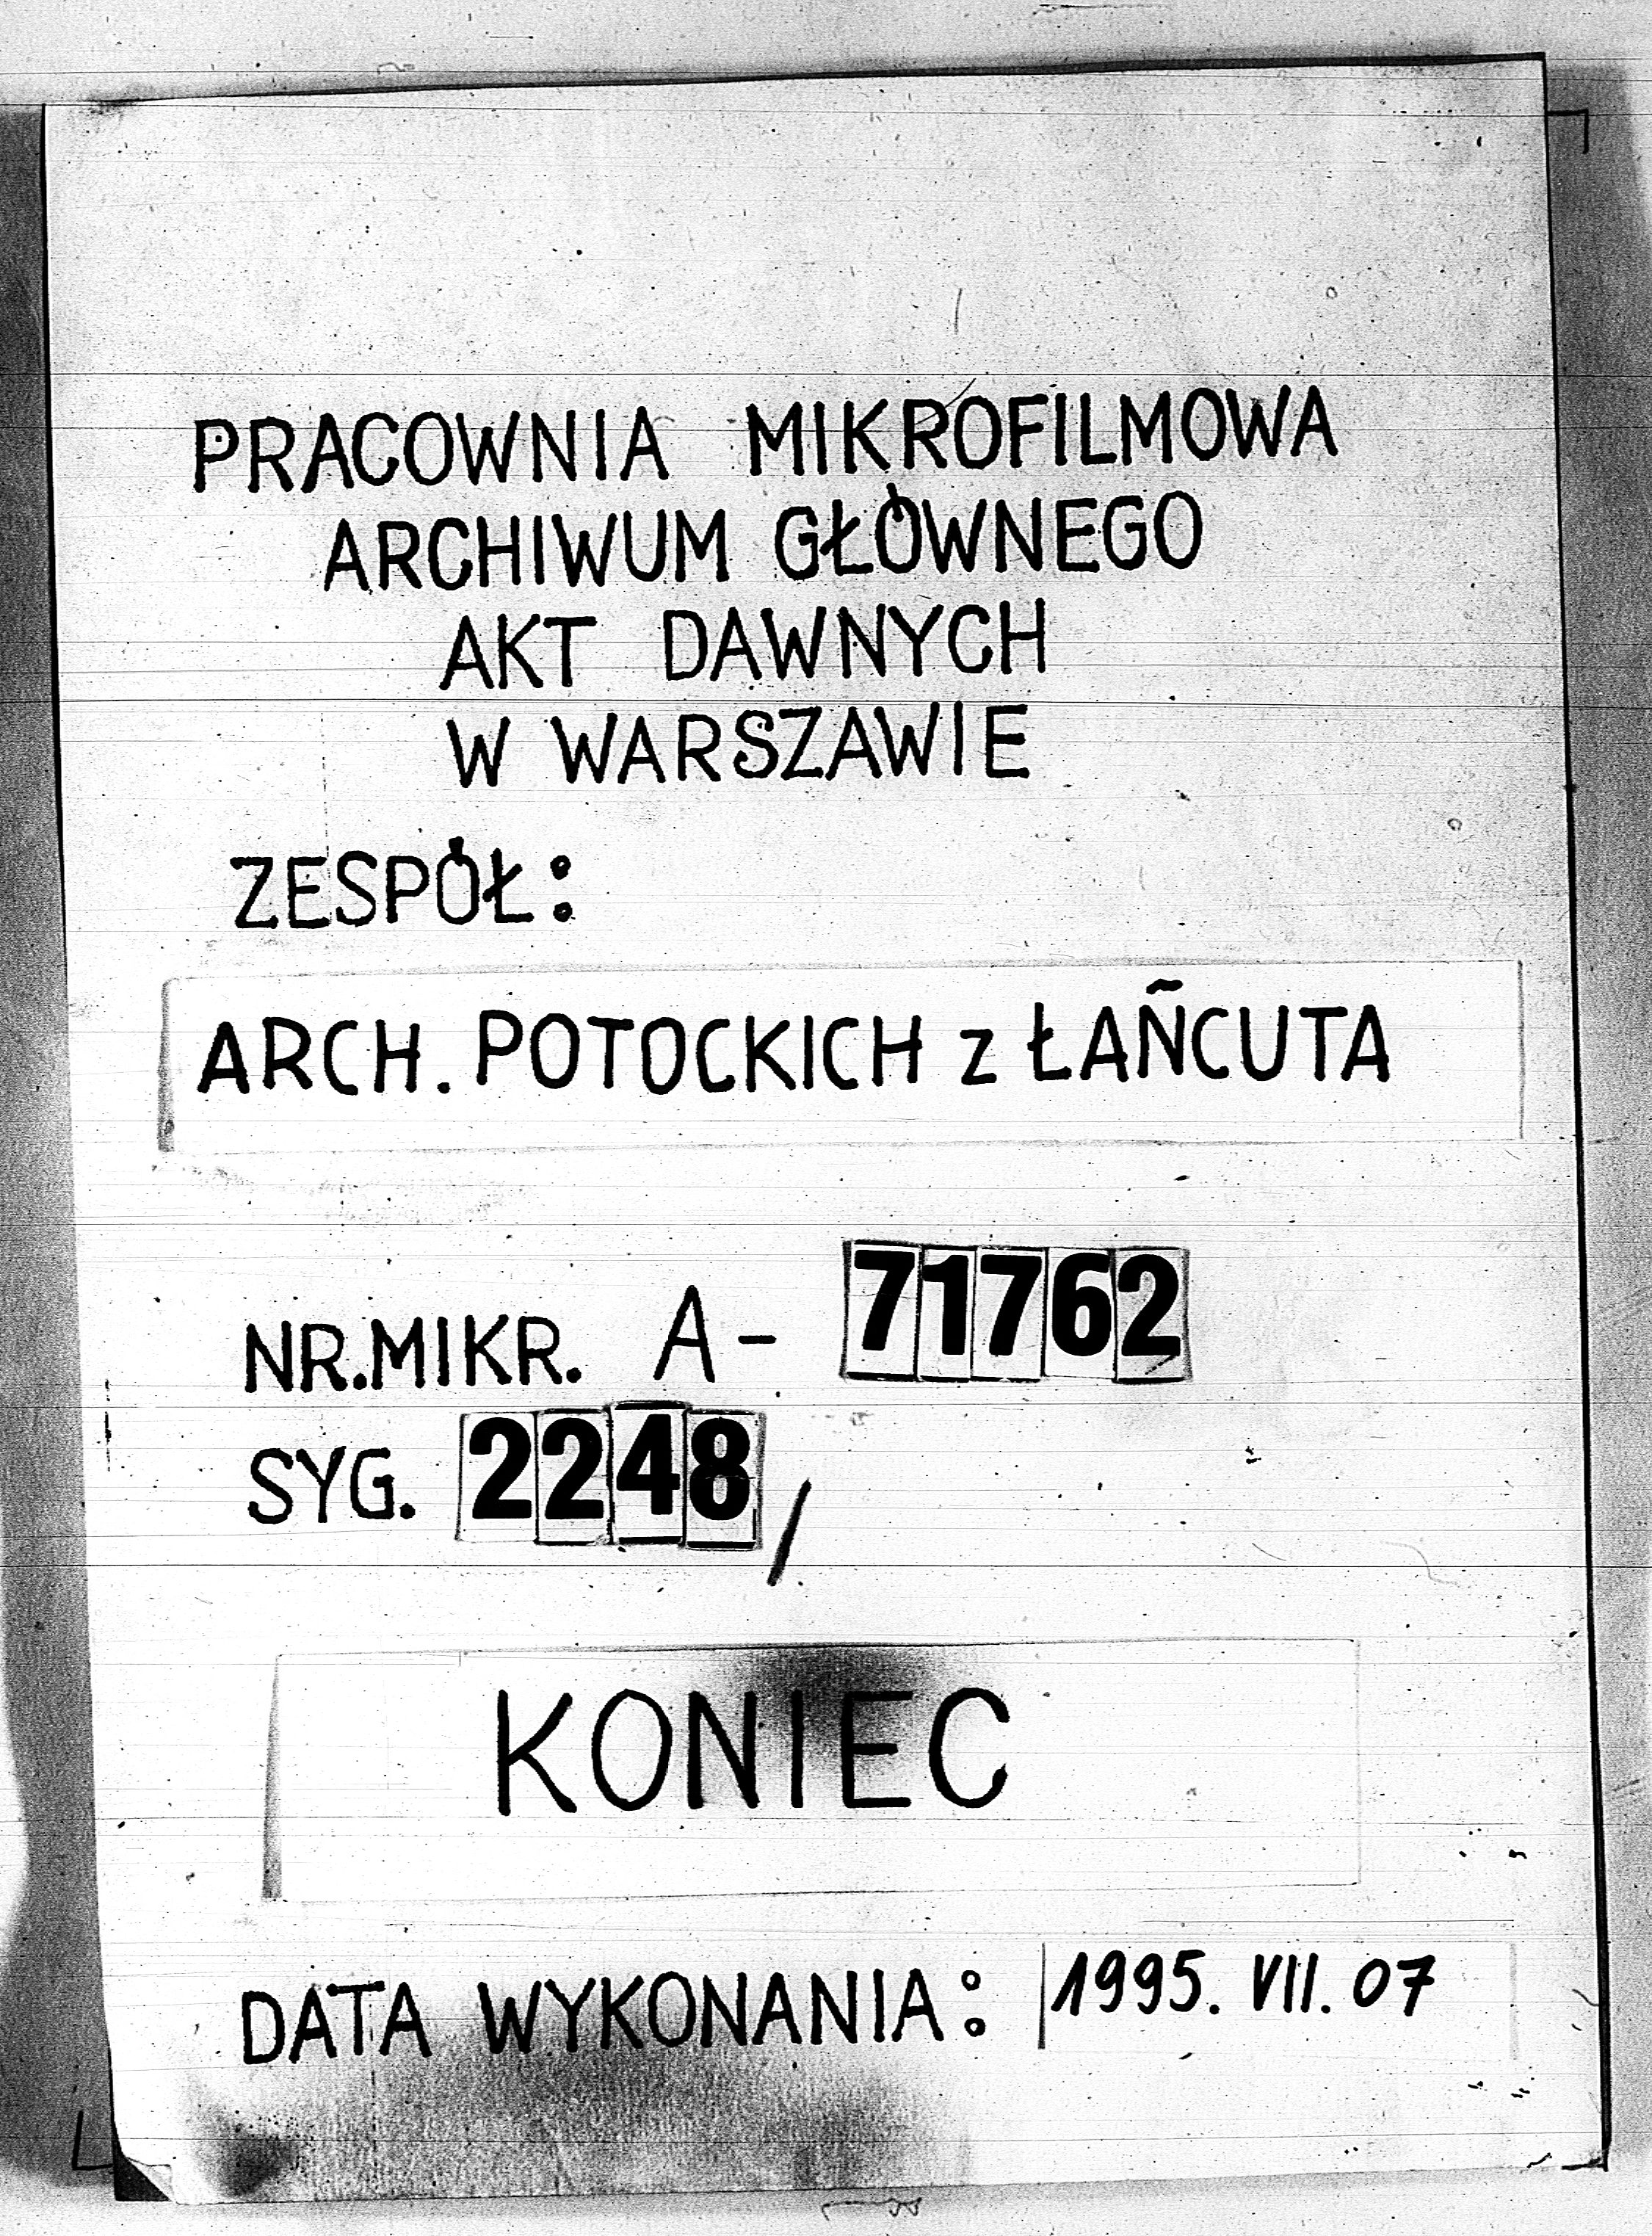 PRACOWNIA MIKROFILMOWA
ARCHIWUM GŁÓWNEGO
AKT DAWNYCH
W WARSZAWIE
ZESPÓŁ:
ARCH. POTOCKICH z ŁAÑCUTA
NR.MIKR. A- 71762
SYG. 2248/
KONIEC
DATA WYKONANIA: 1995. VII. 07